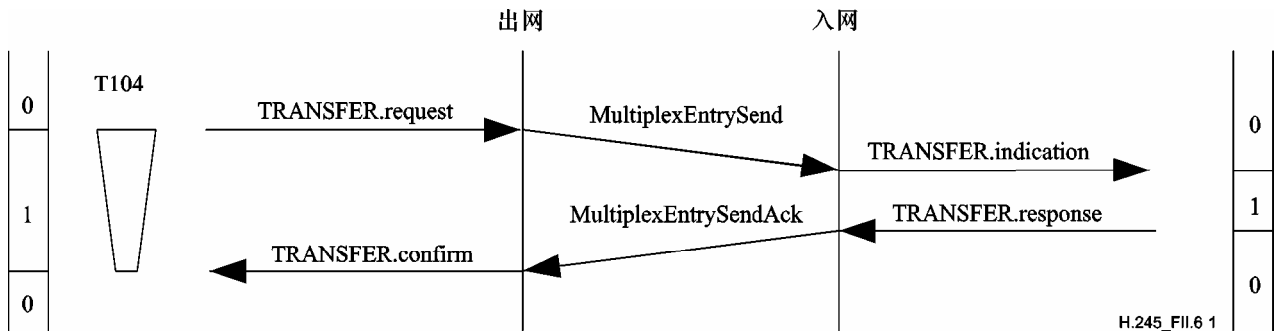 出网 入网
T104
0 TRANSFER.request MultiplexEntrySend 0
TRANSFER.indication
1 MultiplexEntrySendAck TRANSFER.response 1
TRANSFER.confirm
0 0
H.245_FII.6 1